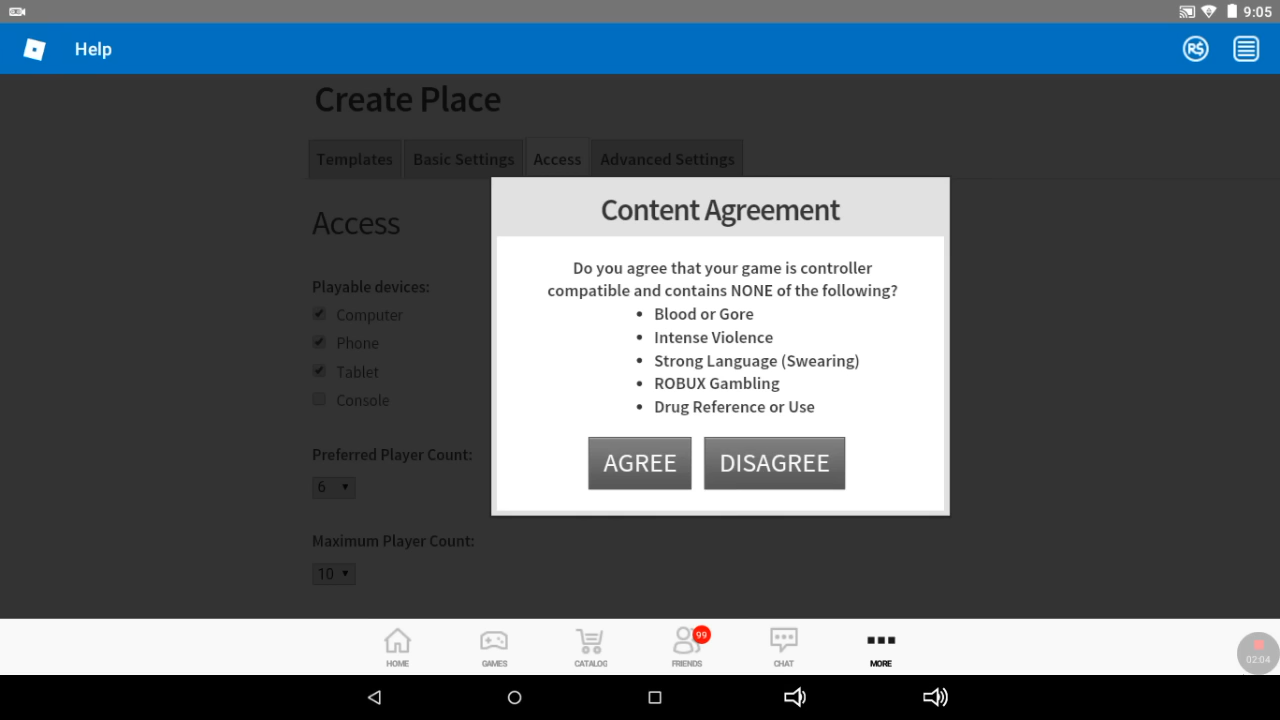 9:05
Help
R$
Create Place
Templates Basic Settings Access Advanced Settings
Content Agreement
Access
Do you agree that your game is controller
compatible and contains NONE of the following?
• Blood or Gore
• Intense Violence
• Strong Language (Swearing)
• ROBUX Gambling
• Drug Reference or Use
AGREE DISAGREE
Playable devices:
Computer
Phone
Tablet
Console
Preferred Player Count:
6
Maximum Player Count:
10
99
HOME GAMES CATALOG FRIENDS CHAT MORE
02:04